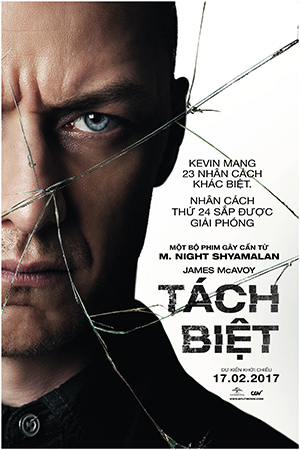 KEVIN MANG
23 NHÂN CÁCH
KHÁC BIỆT.
NHÂN CÁCH
THỨ 24 SẮP ĐƯỢC
GIẢI PHÓNG
MỘT BỘ PHIM GÂY CẤN TỪ
M. NIGHT SHYAMALAN
JAMES McAVOY
TÁCH
BIỆT
DỰ KIẾN KHỞI CHIẾU
17.02.2017